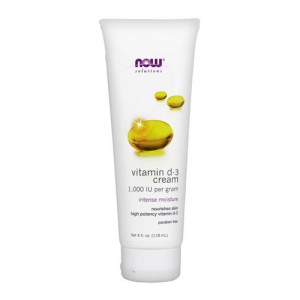 now
solutions
vitamin d-3
cream
1,000 IU per gram
intense moisture
nourishes skin
high potency vitamin d-3
paraben free
Net 4 fl. oz. (118 mL)